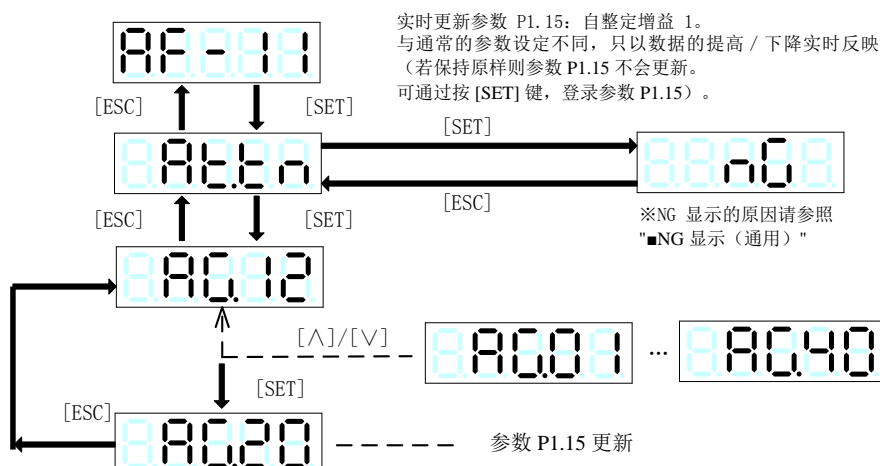 实时更新参数 P1.15：自整定增益 1。
与通常的参数设定不同，只以数据的提高 / 下降实时反映
（若保持原样则参数 P1.15 不会更新。
可通过按 [SET] 键，登录参数 P1.15）。
AF-11
[ESC] [SET]
[SET]
At.tn nG
[ESC]
※NG 显示的原因请参照
"■NG 显示（通用）"
[ESC] [SET]
AG.12
[∧]/[∨]
AG.01 … AG.40
[SET]
[ESC]
AG.20 参数 P1.15 更新